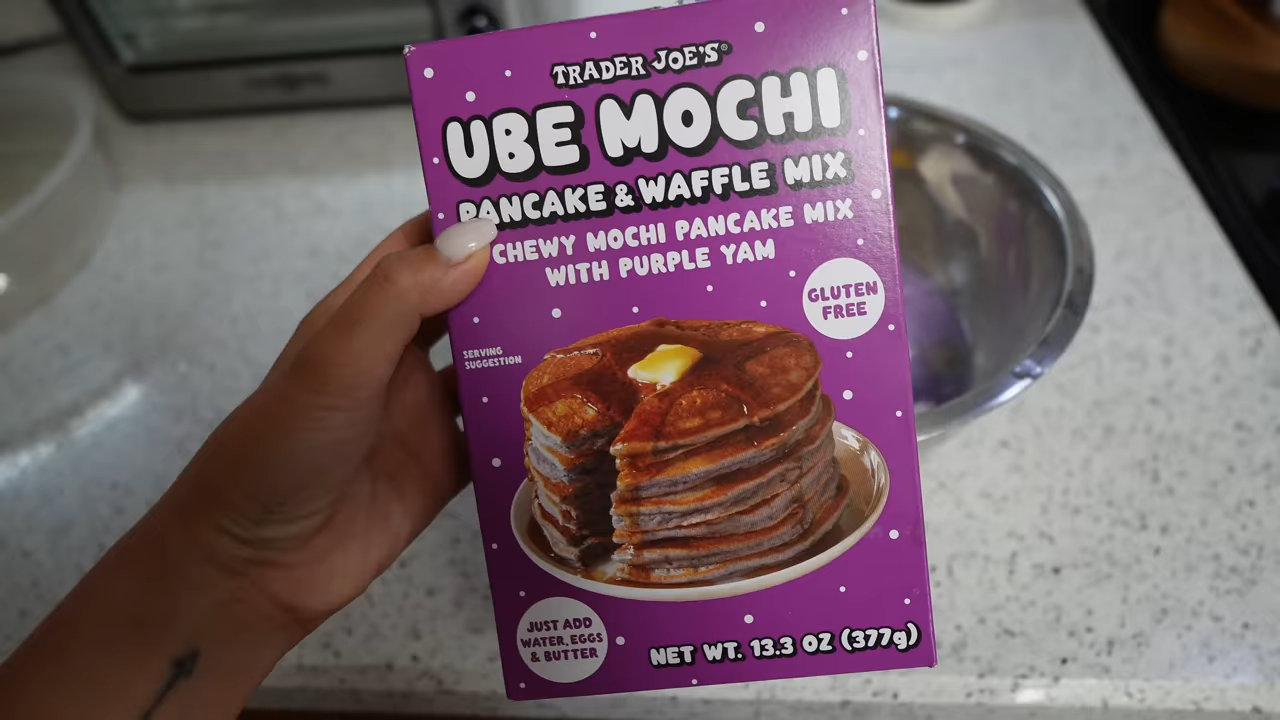 TRADER JOE'S®
UBE MOCHI
PANCAKE & WAFFLE MIX
CHEWY MOCHI PANCAKE MIX
WITH PURPLE YAM
GLUTEN
FREE
SERVING
SUGGESTION
JUST ADD
WATER, EGGS
& BUTTER
NET WT. 13.3 OZ (377g)